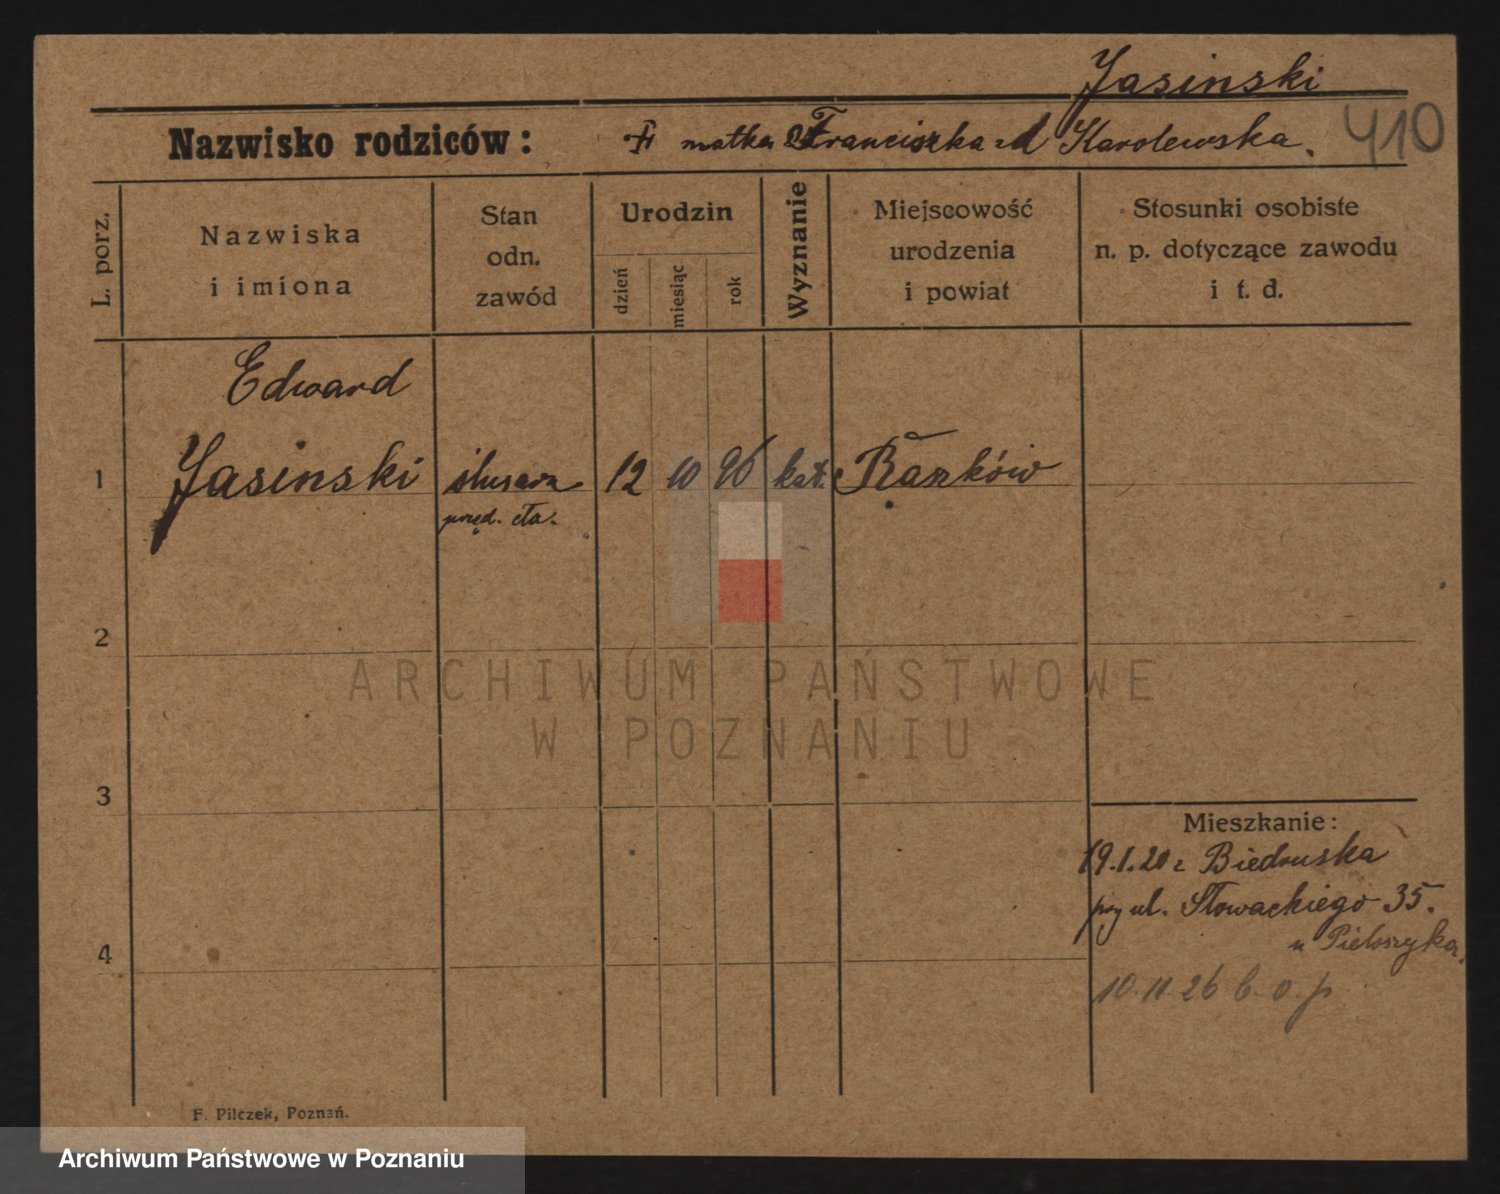 Jasinski
410
Nazwisko rodziców: matka Franciszka Karolewska.
L. porz.
Nazwiska
i imiona
Stan
odn.
zawód
Urodzin
dzień
miesiąc
rok
Wyznanie
Miejscowość
urodzenia
i powiat
Stosunki osobiste
n. p. dotyczące zawodu
i t. d.
Edward
1 Jasinski ślusarz 12 10 96 kat. Raszków
2
3
4
ARCHIWUM PAŃSTWOWE
W POZNANIU
Mieszkanie:
19.1.20 z Biedruska
przy ul. Słowackiego 35.
10.11.26 b. o. p
F. Pilczek, Poznań.
Archiwum Państwowe w Poznaniu